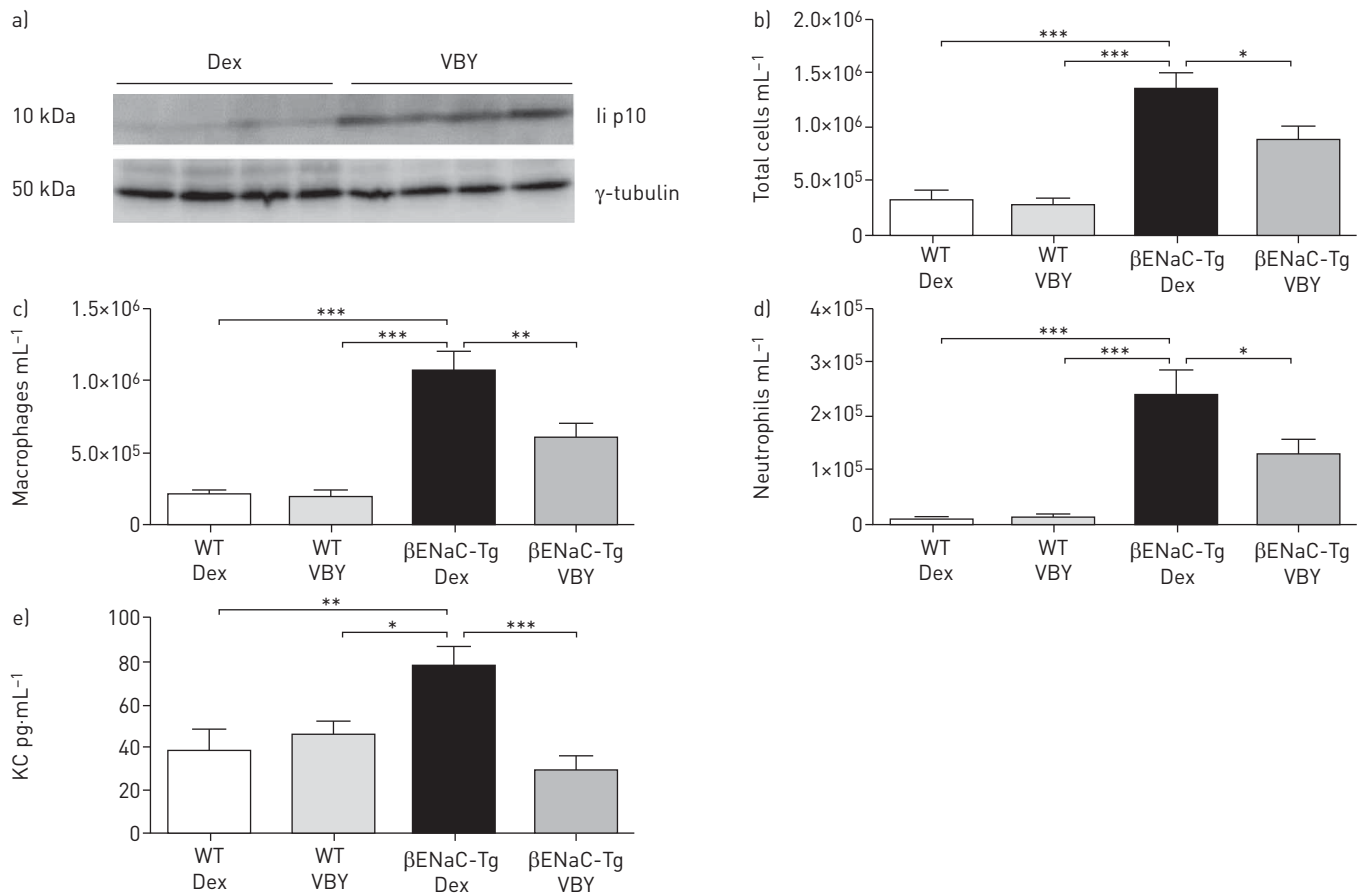 a)
Dex VBY
10 kDa
Ii p10
50 kDa
γ-tubulin
b)
Total cells mL⁻¹
2.0×10⁶
1.5×10⁶
1.0×10⁶
5.0×10⁵
0
***
*** *
WT WT βENaC-Tg βENaC-Tg
Dex VBY Dex VBY
c)
Macrophages mL⁻¹
1.5×10⁶
1.0×10⁶
5.0×10⁵
0
***
*** **
WT WT βENaC-Tg βENaC-Tg
Dex VBY Dex VBY
d)
Neutrophils mL⁻¹
4×10⁵
3×10⁵
2×10⁵
1×10⁵
0
***
*** *
WT WT βENaC-Tg βENaC-Tg
Dex VBY Dex VBY
e)
KC pg·mL⁻¹
100
80
60
40
20
0
**
* ***
WT WT βENaC-Tg βENaC-Tg
Dex VBY Dex VBY